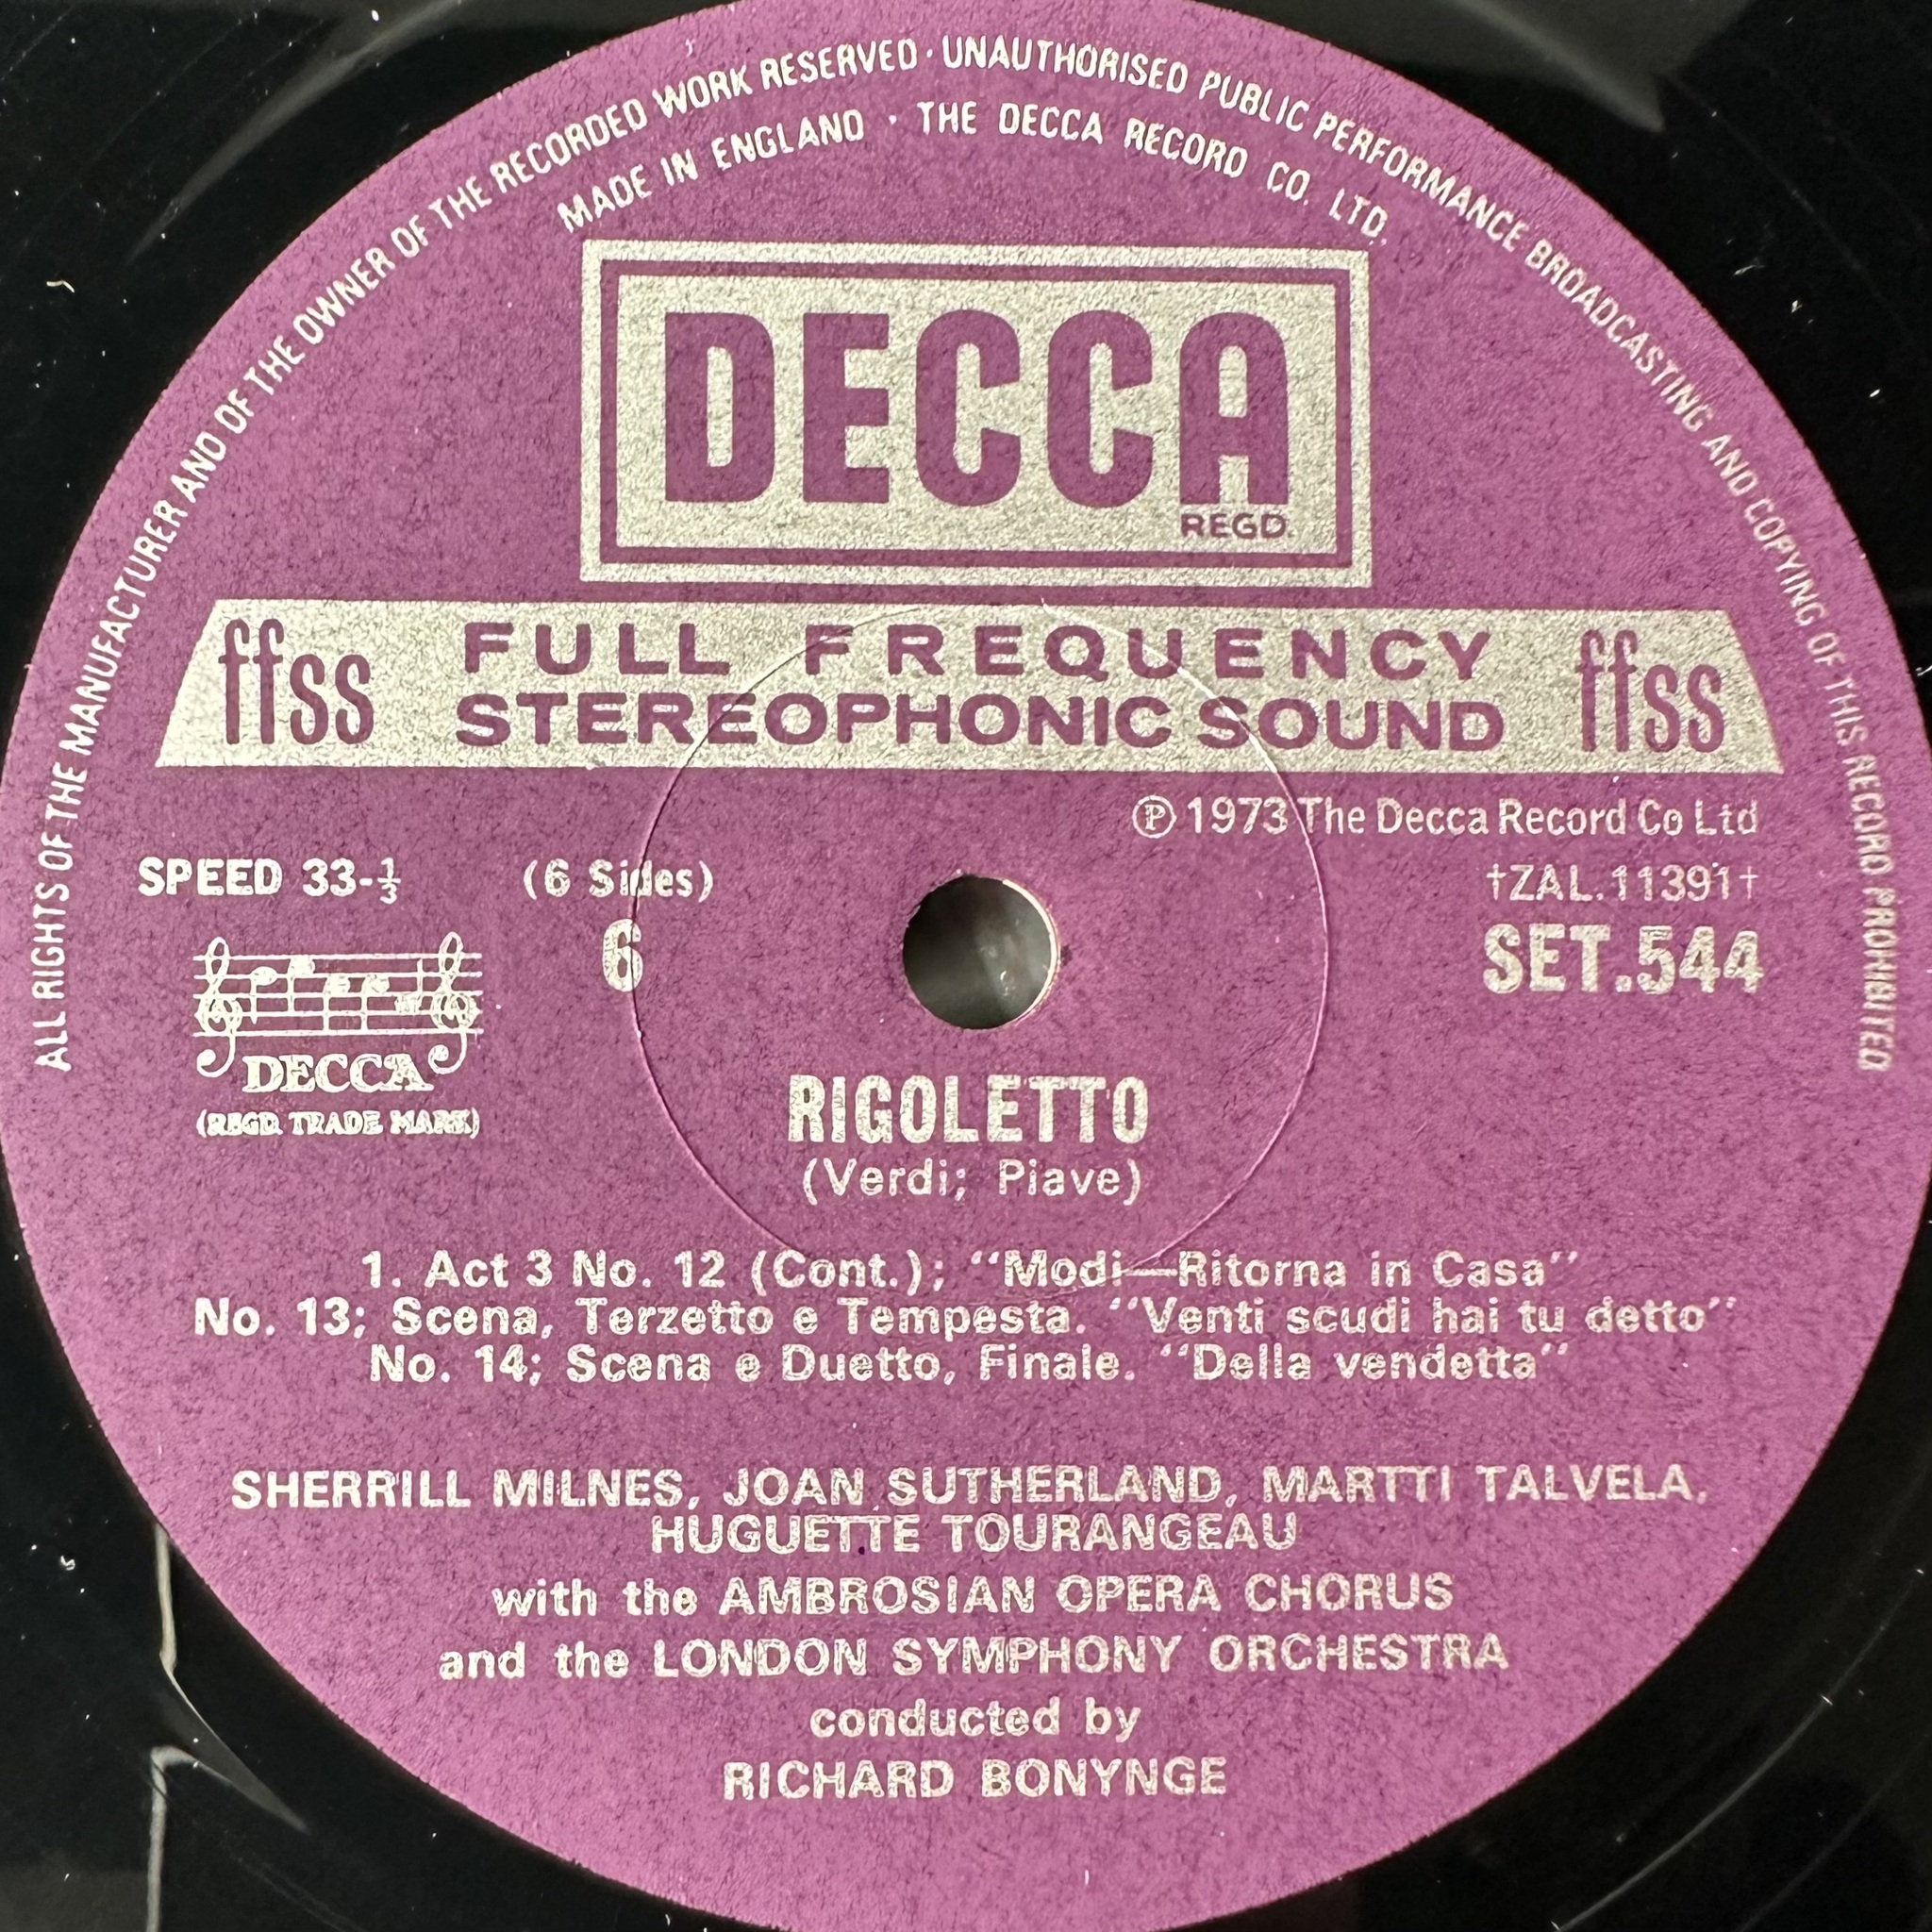 ALL RIGHTS OF THE MANUFACTURER AND OF THE OWNER OF THE RECORDED WORK RESERVED · UNAUTHORISED PUBLIC PERFORMANCE BROADCASTING AND COPYING OF THIS RECORD PROHIBITED
MADE IN ENGLAND · THE DECCA RECORD CO. LTD.
DECCA
REGD.
ffss FULL FREQUENCY ffss
STEREOPHONIC SOUND
℗ 1973 The Decca Record Co Ltd
SPEED 33-⅓ (6 Sides) †ZAL.11391†
6 SET.544
DECCA
(REGD. TRADE MARK)
RIGOLETTO
(Verdi; Piave)
1. Act 3 No. 12 (Cont.); "Modi—Ritorna in Casa"
No. 13; Scena, Terzetto e Tempesta. "Venti scudi hai tu detto"
No. 14; Scena e Duetto, Finale. "Della vendetta"
SHERRILL MILNES, JOAN SUTHERLAND, MARTTI TALVELA,
HUGUETTE TOURANGEAU
with the AMBROSIAN OPERA CHORUS
and the LONDON SYMPHONY ORCHESTRA
conducted by
RICHARD BONYNGE